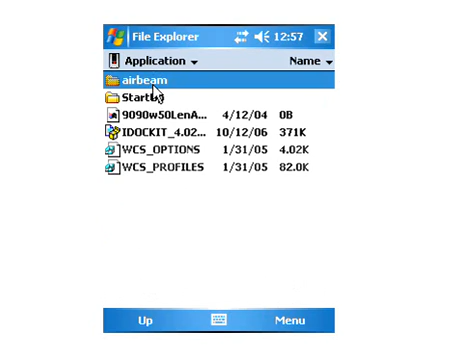 File Explorer 12:57
Application Name
airbeam
9090w50LenA... 4/12/04 0B
IDOCKIT_4.02... 10/12/06 371K
WCS_OPTIONS 1/31/05 4.02K
WCS_PROFILES 1/31/05 82.0K
Up Menu